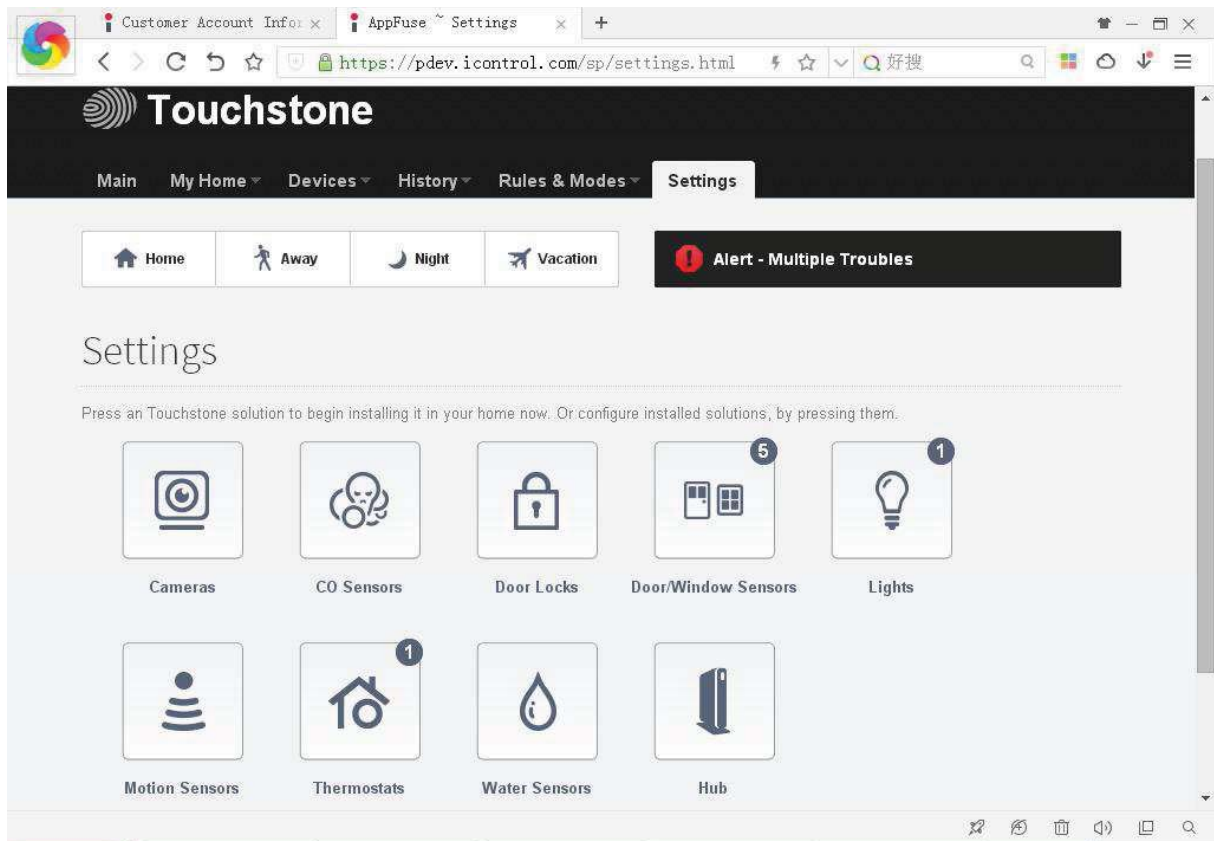 Customer Account Infor
AppFuse ~ Settings
https://pdev.icontrol.com/sp/settings.html
好搜
Touchstone
Main My Home Devices History Rules & Modes Settings
Home Away Night Vacation Alert - Multiple Troubles
Settings
Press an Touchstone solution to begin installing it in your home now. Or configure installed solutions, by pressing them.
5 1
Cameras CO Sensors Door Locks Door/Window Sensors Lights
1
Motion Sensors Thermostats Water Sensors Hub